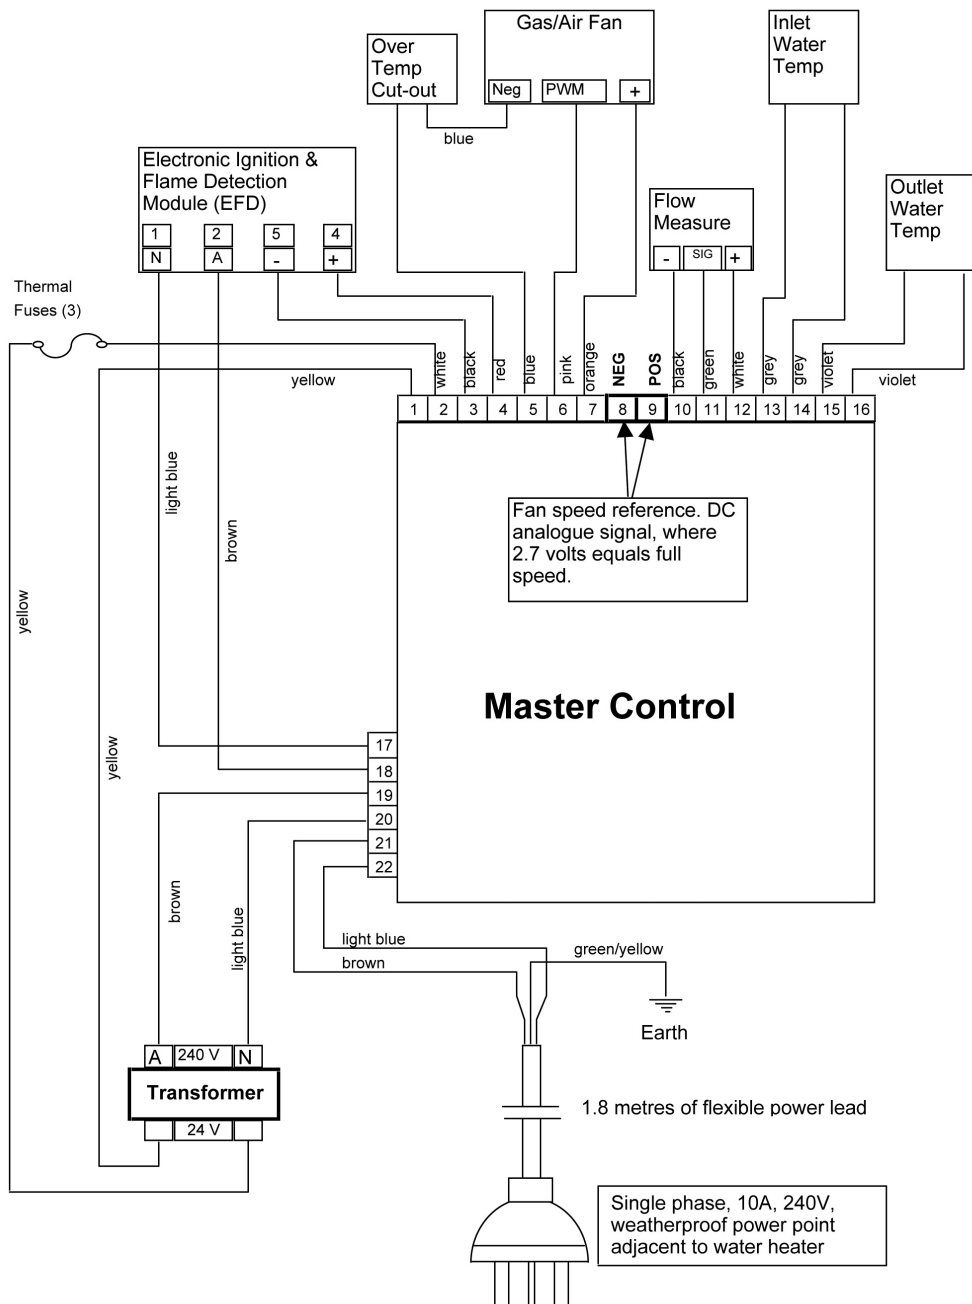 Gas/Air Fan
Neg PWM +
Over
Temp
Cut-out
blue
Inlet
Water
Temp
Electronic Ignition &
Flame Detection
Module (EFD)
1 2 5 4
N A - +
Flow
Measure
- SIG +
Outlet
Water
Temp
Thermal
Fuses (3)
yellow
white
black
red
blue
pink
orange
NEG
POS
black
green
white
grey
grey
violet
violet
1 2 3 4 5 6 7 8 9 10 11 12 13 14 15 16
light blue
brown
Fan speed reference. DC
analogue signal, where
2.7 volts equals full
speed.
yellow
yellow
Master Control
17
18
19
20
21
22
brown
light blue
light blue
brown
green/yellow
Earth
A 240 V N
Transformer
24 V
1.8 metres of flexible power lead
Single phase, 10A, 240V,
weatherproof power point
adjacent to water heater